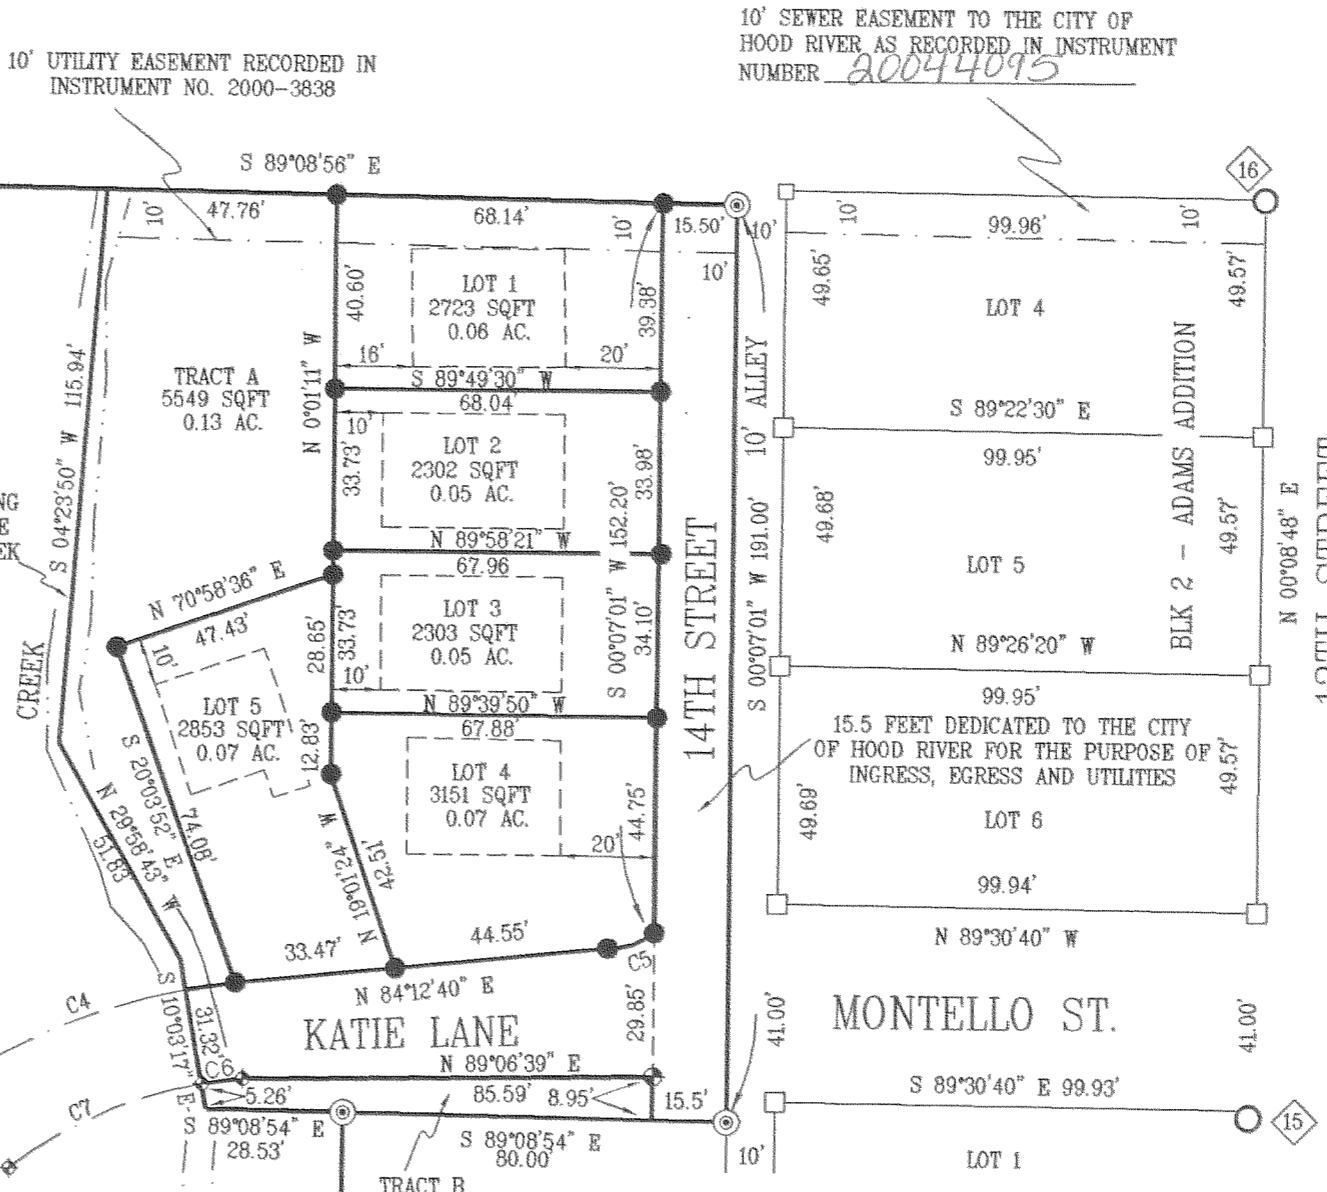 10' SEWER EASEMENT TO THE CITY OF
HOOD RIVER AS RECORDED IN INSTRUMENT
NUMBER 20044095
10' UTILITY EASEMENT RECORDED IN
INSTRUMENT NO. 2000-3838
S 89°08'56" E
16
47.76'
68.14'
15.50'
99.96'
10'
10'
10'
10'
10'
10'
LOT 1
2723 SQFT
0.06 AC.
40.60'
39.38'
16'
20'
S 89°49'30" W
68.04'
TRACT A
5549 SQFT
0.13 AC.
N 0°01'11" W
S 04°23'50" W 115.94'
10'
LOT 2
2302 SQFT
0.05 AC.
33.73'
33.98'
N 89°58'21" W
67.96
S 00°07'01" W 152.20'
LOT 3
2303 SQFT
0.05 AC.
28.65'
33.73'
34.10'
10'
N 89°39'50" W
67.88'
N 70°58'36" E
47.43'
10'
LOT 5
2853 SQFT
0.07 AC.
12.83'
LOT 4
3151 SQFT
0.07 AC.
44.75'
20'
NG
E
EK
CREEK
S 20°03'52" E
74.08'
N 29°58'43" W
51.83'
N 19°01'24" W
42.51'
33.47'
44.55'
C5
N 84°12'40" E
29.85'
KATIE LANE
C4
S 10°03'17" E
31.32'
C6
N 89°06'39" E
5.26'
85.59'
8.95'
15.5'
C7
S 89°08'54" E
28.53'
S 89°08'54" E
80.00'
TRACT B
10'
14TH STREET
S 00°07'01" W 191.00'
10' ALLEY
49.65'
LOT 4
49.57'
S 89°22'30" E
99.95'
BLK 2 - ADAMS ADDITION
49.68'
LOT 5
49.57'
N 89°26'20" W
99.95'
N 00°08'48" E
STREET
15.5 FEET DEDICATED TO THE CITY
OF HOOD RIVER FOR THE PURPOSE OF
INGRESS, EGRESS AND UTILITIES
49.69'
LOT 6
49.57'
99.94'
N 89°30'40" W
41.00'
MONTELLO ST.
41.00'
S 89°30'40" E 99.93'
15
LOT 1